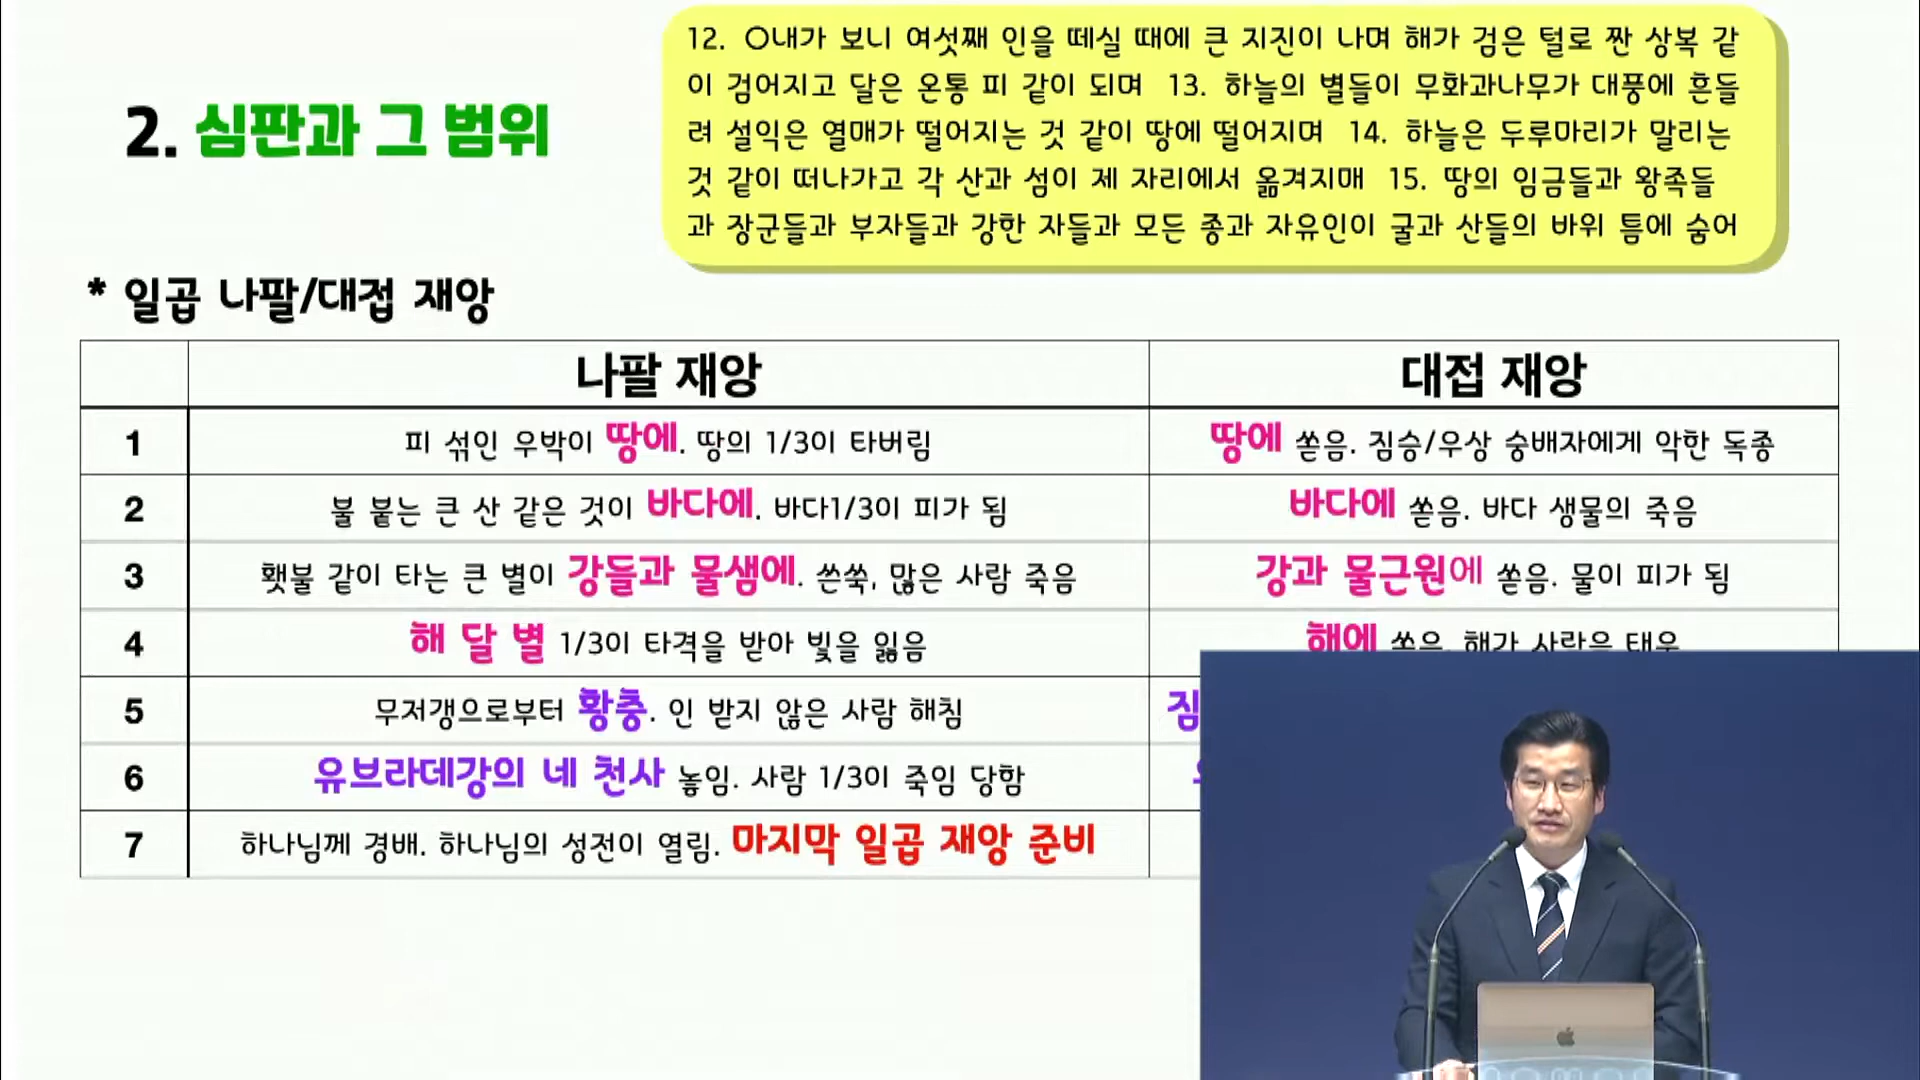 2. 심판과 그 범위
12. ○내가 보니 여섯째 인을 떼실 때에 큰 지진이 나며 해가 검은 털로 짠 상복 같
이 검어지고 달은 온통 피 같이 되며 13. 하늘의 별들이 무화과나무가 대풍에 흔들
려 설익은 열매가 떨어지는 것 같이 땅에 떨어지며 14. 하늘은 두루마리가 말리는
것 같이 떠나가고 각 산과 섬이 제 자리에서 옮겨지매 15. 땅의 임금들과 왕족들
과 장군들과 부자들과 강한 자들과 모든 종과 자유인이 굴과 산들의 바위 틈에 숨어
* 일곱 나팔/대접 재앙
나팔 재앙 대접 재앙
1 피 섞인 우박이 땅에. 땅의 1/3이 타버림 땅에 쏟음. 짐승/우상 숭배자에게 악한 독종
2 불 붙는 큰 산 같은 것이 바다에. 바다1/3이 피가 됨 바다에 쏟음. 바다 생물의 죽음
3 횃불 같이 타는 큰 별이 강들과 물샘에. 쓴쑥, 많은 사람 죽음 강과 물근원에 쏟음. 물이 피가 됨
4 해 달 별 1/3이 타격을 받아 빛을 잃음 해에 쏟음. 해가 사람을 태우
5 무저갱으로부터 황충. 인 받지 않은 사람 해침 짐
6 유브라데강의 네 천사 놓임. 사람 1/3이 죽임 당함
7 하나님께 경배. 하나님의 성전이 열림. 마지막 일곱 재앙 준비